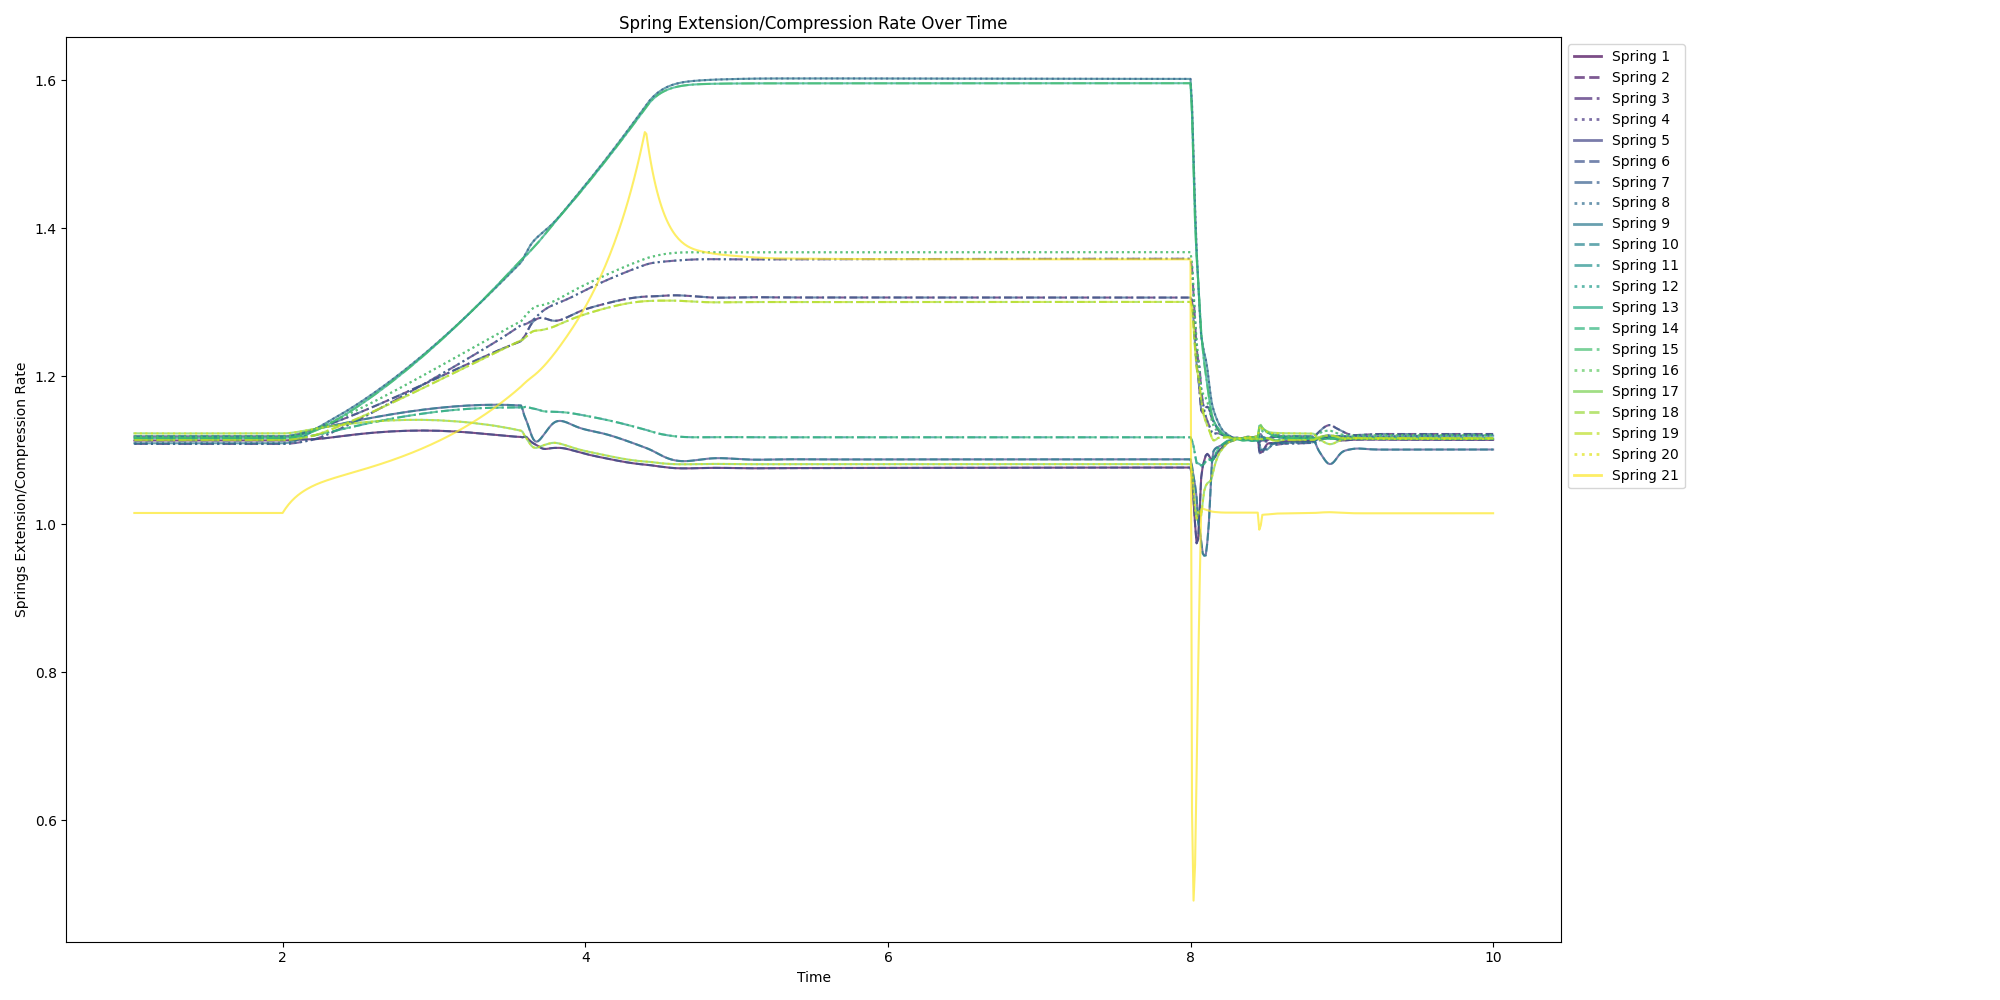 Spring Extension/Compression Rate Over Time
Springs Extension/Compression Rate
1.6
1.4
1.2
1.0
0.8
0.6
2
4
6
8
10
Time
Spring 1
Spring 2
Spring 3
Spring 4
Spring 5
Spring 6
Spring 7
Spring 8
Spring 9
Spring 10
Spring 11
Spring 12
Spring 13
Spring 14
Spring 15
Spring 16
Spring 17
Spring 18
Spring 19
Spring 20
Spring 21